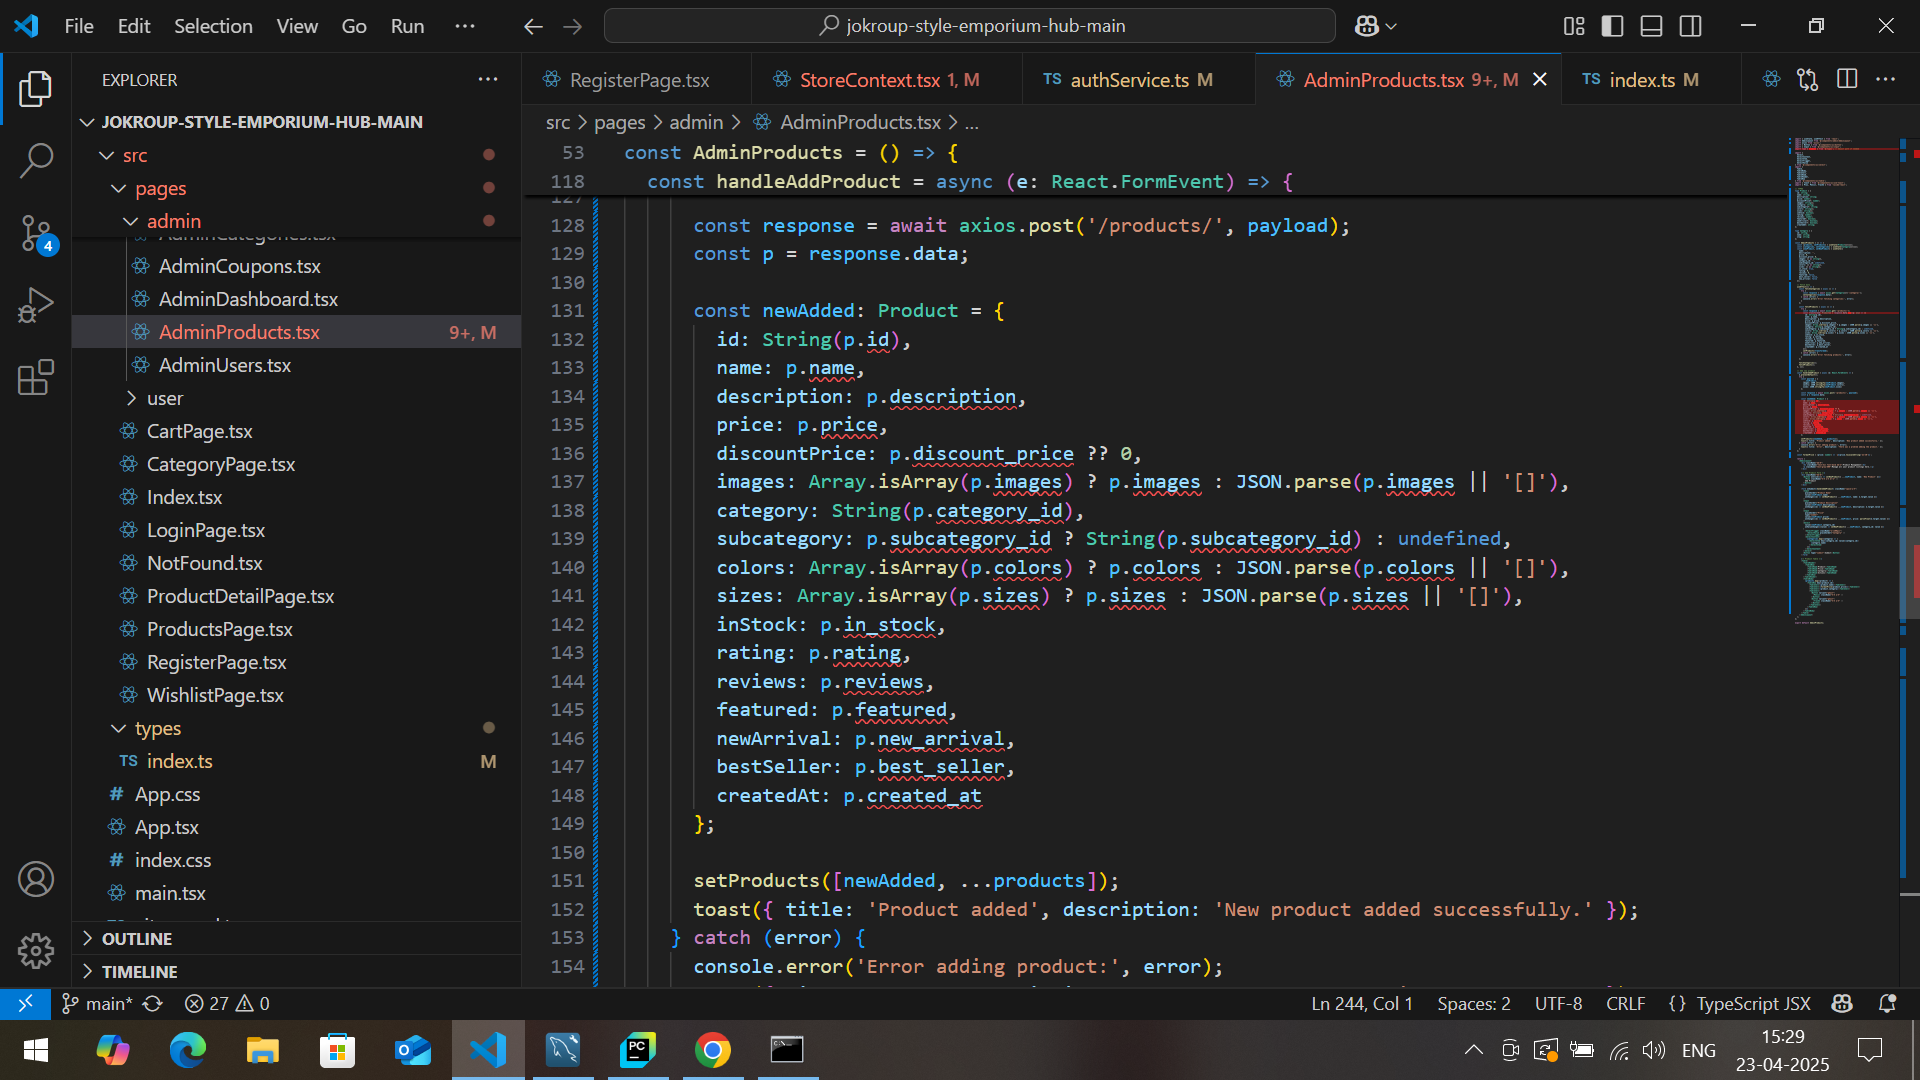 File Edit Selection View Go Run ...
jokroup-style-emporium-hub-main
EXPLORER
JOKROUP-STYLE-EMPORIUM-HUB-MAIN
src
pages
admin
AdminCategories.tsx
AdminCoupons.tsx
AdminDashboard.tsx
AdminProducts.tsx 9+, M
AdminUsers.tsx
user
CartPage.tsx
CategoryPage.tsx
Index.tsx
LoginPage.tsx
NotFound.tsx
ProductDetailPage.tsx
ProductsPage.tsx
RegisterPage.tsx
WishlistPage.tsx
types
TS index.ts M
# App.css
App.tsx
# index.css
main.tsx
OUTLINE
TIMELINE
4
RegisterPage.tsx
StoreContext.tsx 1, M
TS authService.ts M
AdminProducts.tsx 9+, M
TS index.ts M
src > pages > admin > AdminProducts.tsx > ...
53 const AdminProducts = () => {
118 const handleAddProduct = async (e: React.FormEvent) => {
127
128 const response = await axios.post('/products/', payload);
129 const p = response.data;
130
131 const newAdded: Product = {
132 id: String(p.id),
133 name: p.name,
134 description: p.description,
135 price: p.price,
136 discountPrice: p.discount_price ?? 0,
137 images: Array.isArray(p.images) ? p.images : JSON.parse(p.images || '[]'),
138 category: String(p.category_id),
139 subcategory: p.subcategory_id ? String(p.subcategory_id) : undefined,
140 colors: Array.isArray(p.colors) ? p.colors : JSON.parse(p.colors || '[]'),
141 sizes: Array.isArray(p.sizes) ? p.sizes : JSON.parse(p.sizes || '[]'),
142 inStock: p.in_stock,
143 rating: p.rating,
144 reviews: p.reviews,
145 featured: p.featured,
146 newArrival: p.new_arrival,
147 bestSeller: p.best_seller,
148 createdAt: p.created_at
149 };
150
151 setProducts([newAdded, ...products]);
152 toast({ title: 'Product added', description: 'New product added successfully.' });
153 } catch (error) {
154 console.error('Error adding product:', error);
main* 27 0
Ln 244, Col 1 Spaces: 2 UTF-8 CRLF {} TypeScript JSX
PC
C:\.
ENG
15:29
23-04-2025